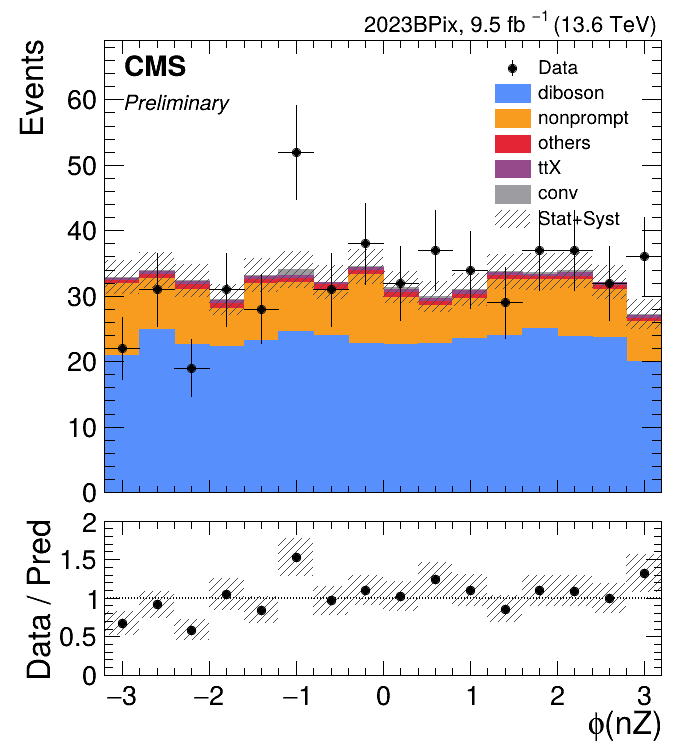 2023BPix, 9.5 fb⁻¹ (13.6 TeV)
Events
CMS
Preliminary
Data
diboson
nonprompt
others
ttX
conv
Stat+Syst
60
50
40
30
20
10
0
Data / Pred
2
1.5
1
0.5
0
−3 −2 −1 0 1 2 3
ϕ(nZ)